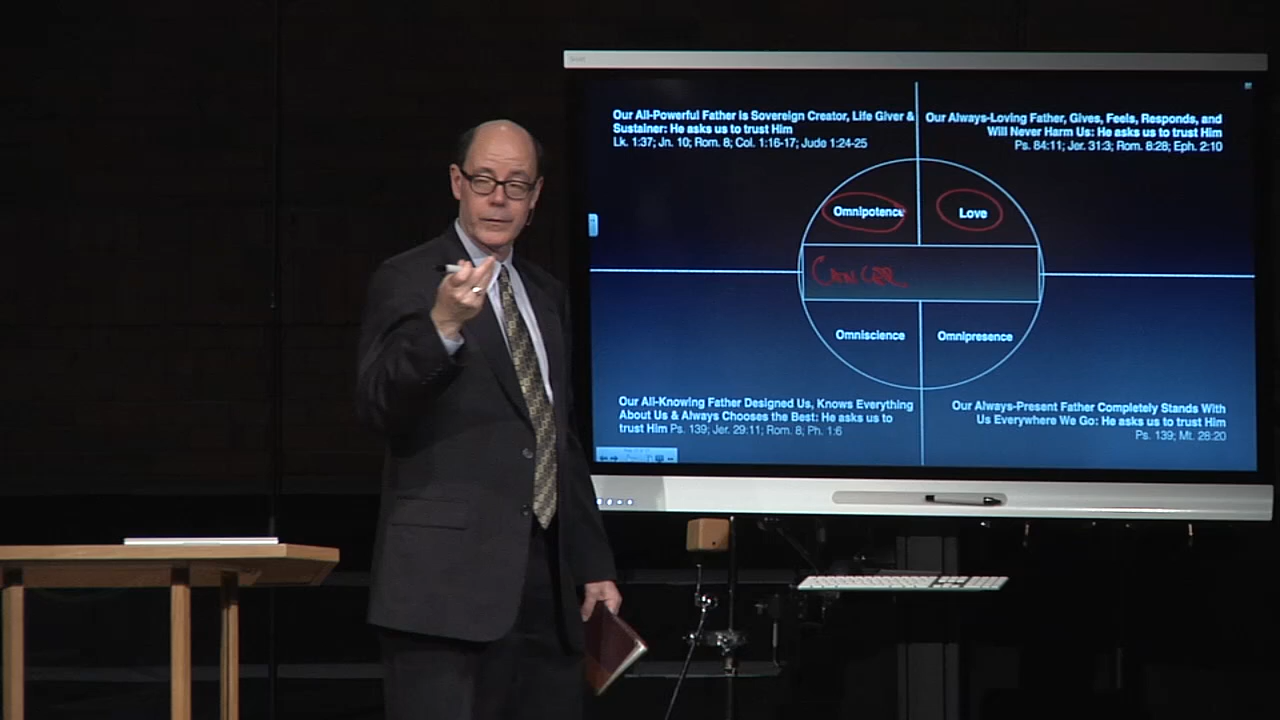 Our All-Powerful Father is Sovereign Creator, Life Giver &
Sustainer: He asks us to trust Him
Lk. 1:37; Jn. 10; Rom. 8; Col. 1:16-17; Jude 1:24-25
Our Always-Loving Father, Gives, Feels, Responds, and
Will Never Harm Us: He asks us to trust Him
Ps. 84:11; Jer. 31:3; Rom. 8:28; Eph. 2:10
Omnipotence
Love
Cancer
Omniscience
Omnipresence
Our All-Knowing Father Designed Us, Knows Everything
About Us & Always Chooses the Best: He asks us to
trust Him Ps. 139; Jer. 29:11; Rom. 8; Ph. 1:6
Our Always-Present Father Completely Stands With
Us Everywhere We Go: He asks us to trust Him
Ps. 139; Mt. 28:20